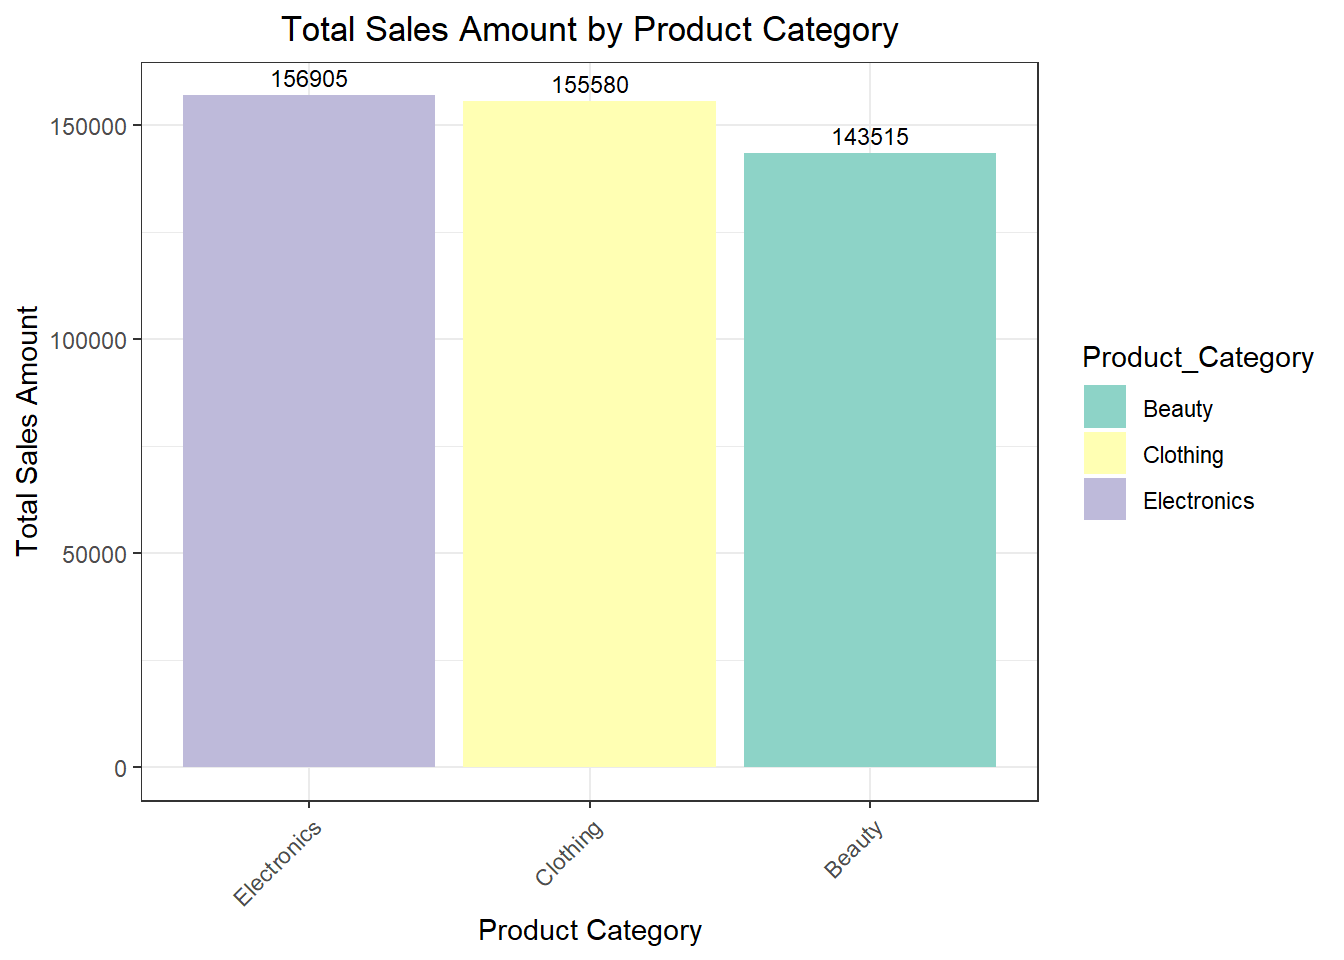 Total Sales Amount by Product Category
156905
155580
143515
150000
100000
50000
0
Total Sales Amount
Electronics
Clothing
Beauty
Product Category
Product_Category
Beauty
Clothing
Electronics